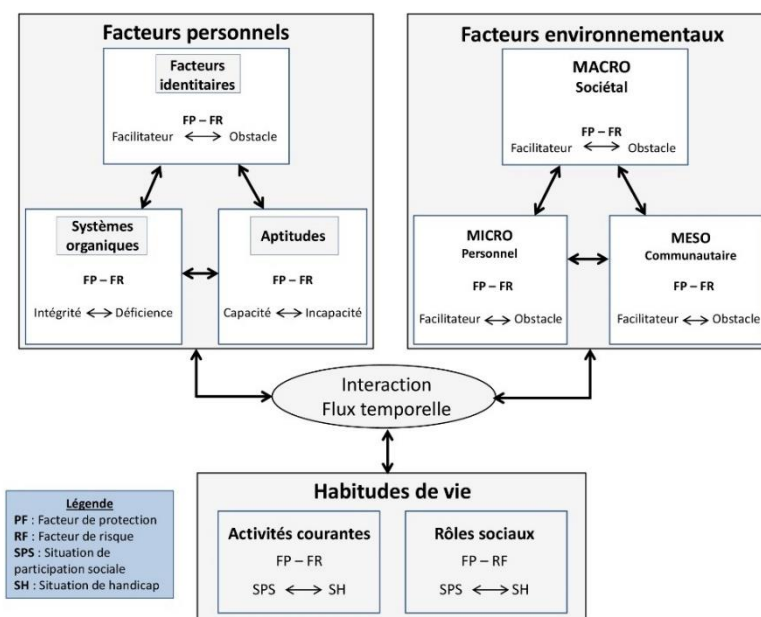 Facteurs personnels
Facteurs
identitaires
FP – FR
Facilitateur
Obstacle
Systèmes
organiques
FP – FR
Intégrité
Déficience
Aptitudes
FP – FR
Capacité
Incapacité
Facteurs environnementaux
MACRO
Sociétal
FP – FR
Facilitateur
Obstacle
MICRO
Personnel
FP – FR
Facilitateur
Obstacle
MESO
Communautaire
FP – FR
Facilitateur
Obstacle
Interaction
Flux temporelle
Habitudes de vie
Activités courantes
FP – FR
SPS
SH
Rôles sociaux
FP – RF
SPS
SH
Légende
PF : Facteur de protection
RF : Facteur de risque
SPS : Situation de
participation sociale
SH : Situation de handicap